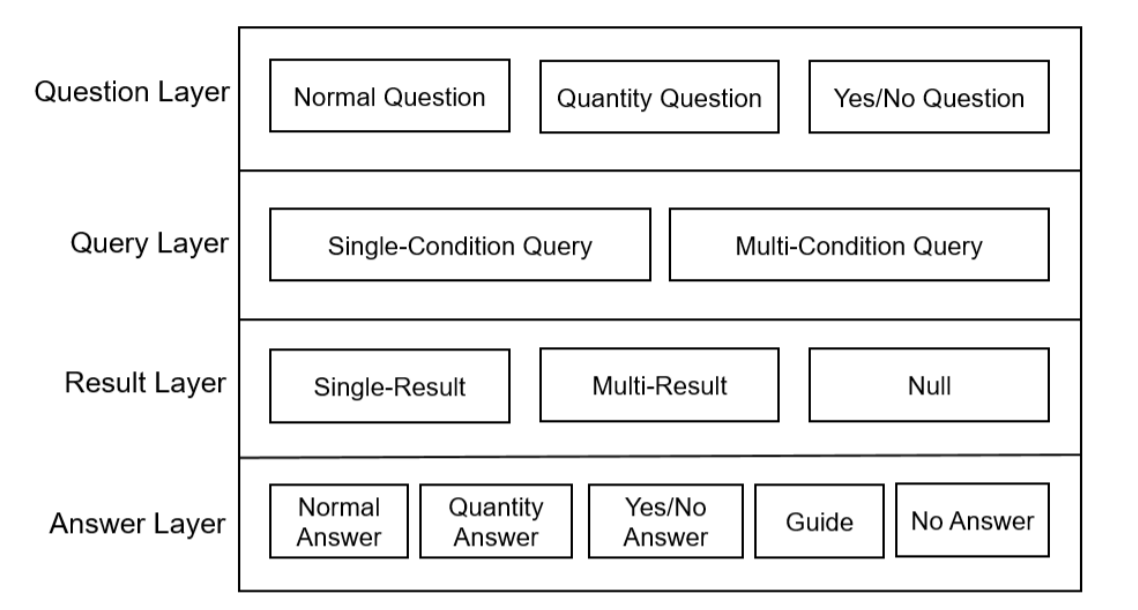 Question Layer
Normal Question
Quantity Question
Yes/No Question
Query Layer
Single-Condition Query
Multi-Condition Query
Result Layer
Single-Result
Multi-Result
Null
Answer Layer
Normal
Answer
Quantity
Answer
Yes/No
Answer
Guide
No Answer